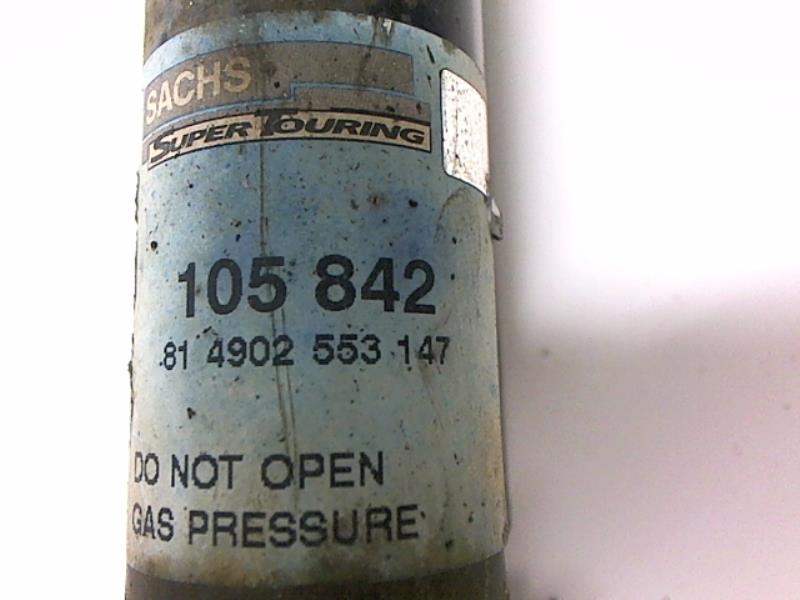 SACHS
SUPER TOURING
105 842
81 4902 553 147
DO NOT OPEN
GAS PRESSURE